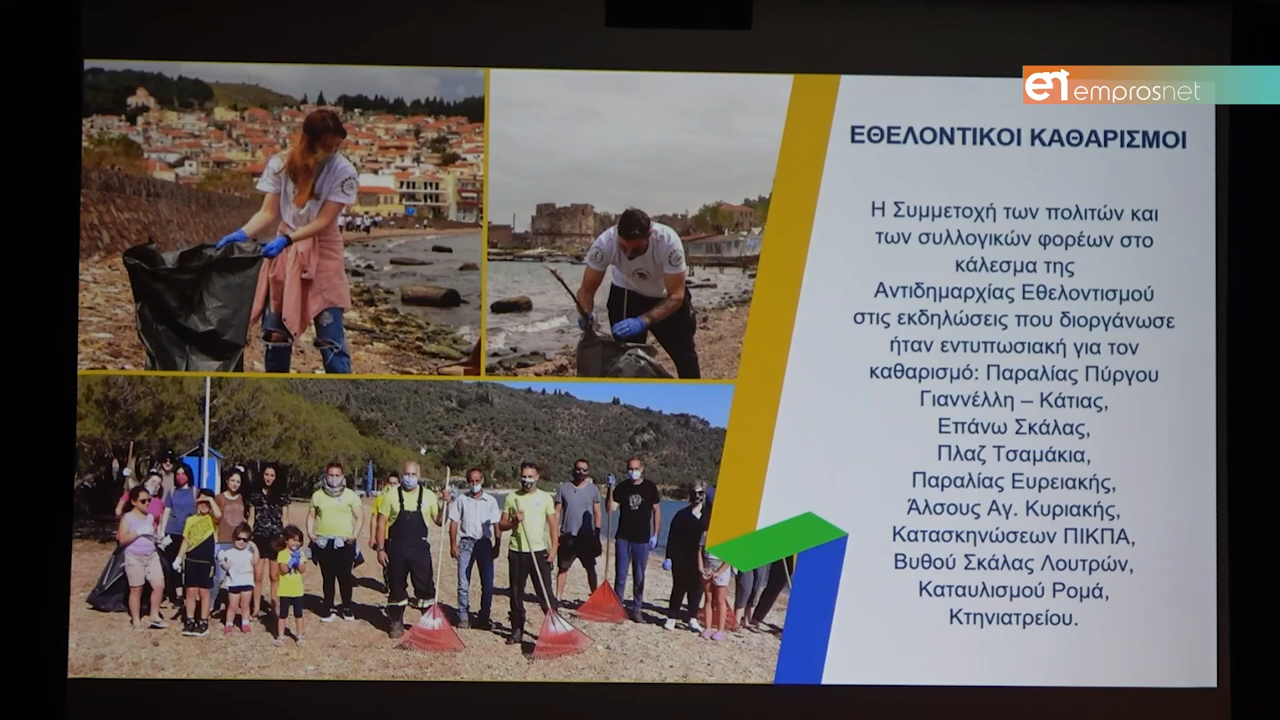 emprosnet
ΕΘΕΛΟΝΤΙΚΟΙ ΚΑΘΑΡΙΣΜΟΙ
Η Συμμετοχή των πολιτών και
των συλλογικών φορέων στο
κάλεσμα της
Αντιδημαρχίας Εθελοντισμού
στις εκδηλώσεις που διοργάνωσε
ήταν εντυπωσιακή για τον
καθαρισμό: Παραλίας Πύργου
Γιαννέλλη – Κάτιας,
Επάνω Σκάλας,
Πλαζ Τσαμάκια,
Παραλίας Ευρειακής,
Άλσους Αγ. Κυριακής,
Κατασκηνώσεων ΠΙΚΠΑ,
Βυθού Σκάλας Λουτρών,
Καταυλισμού Ρομά,
Κτηνιατρείου.